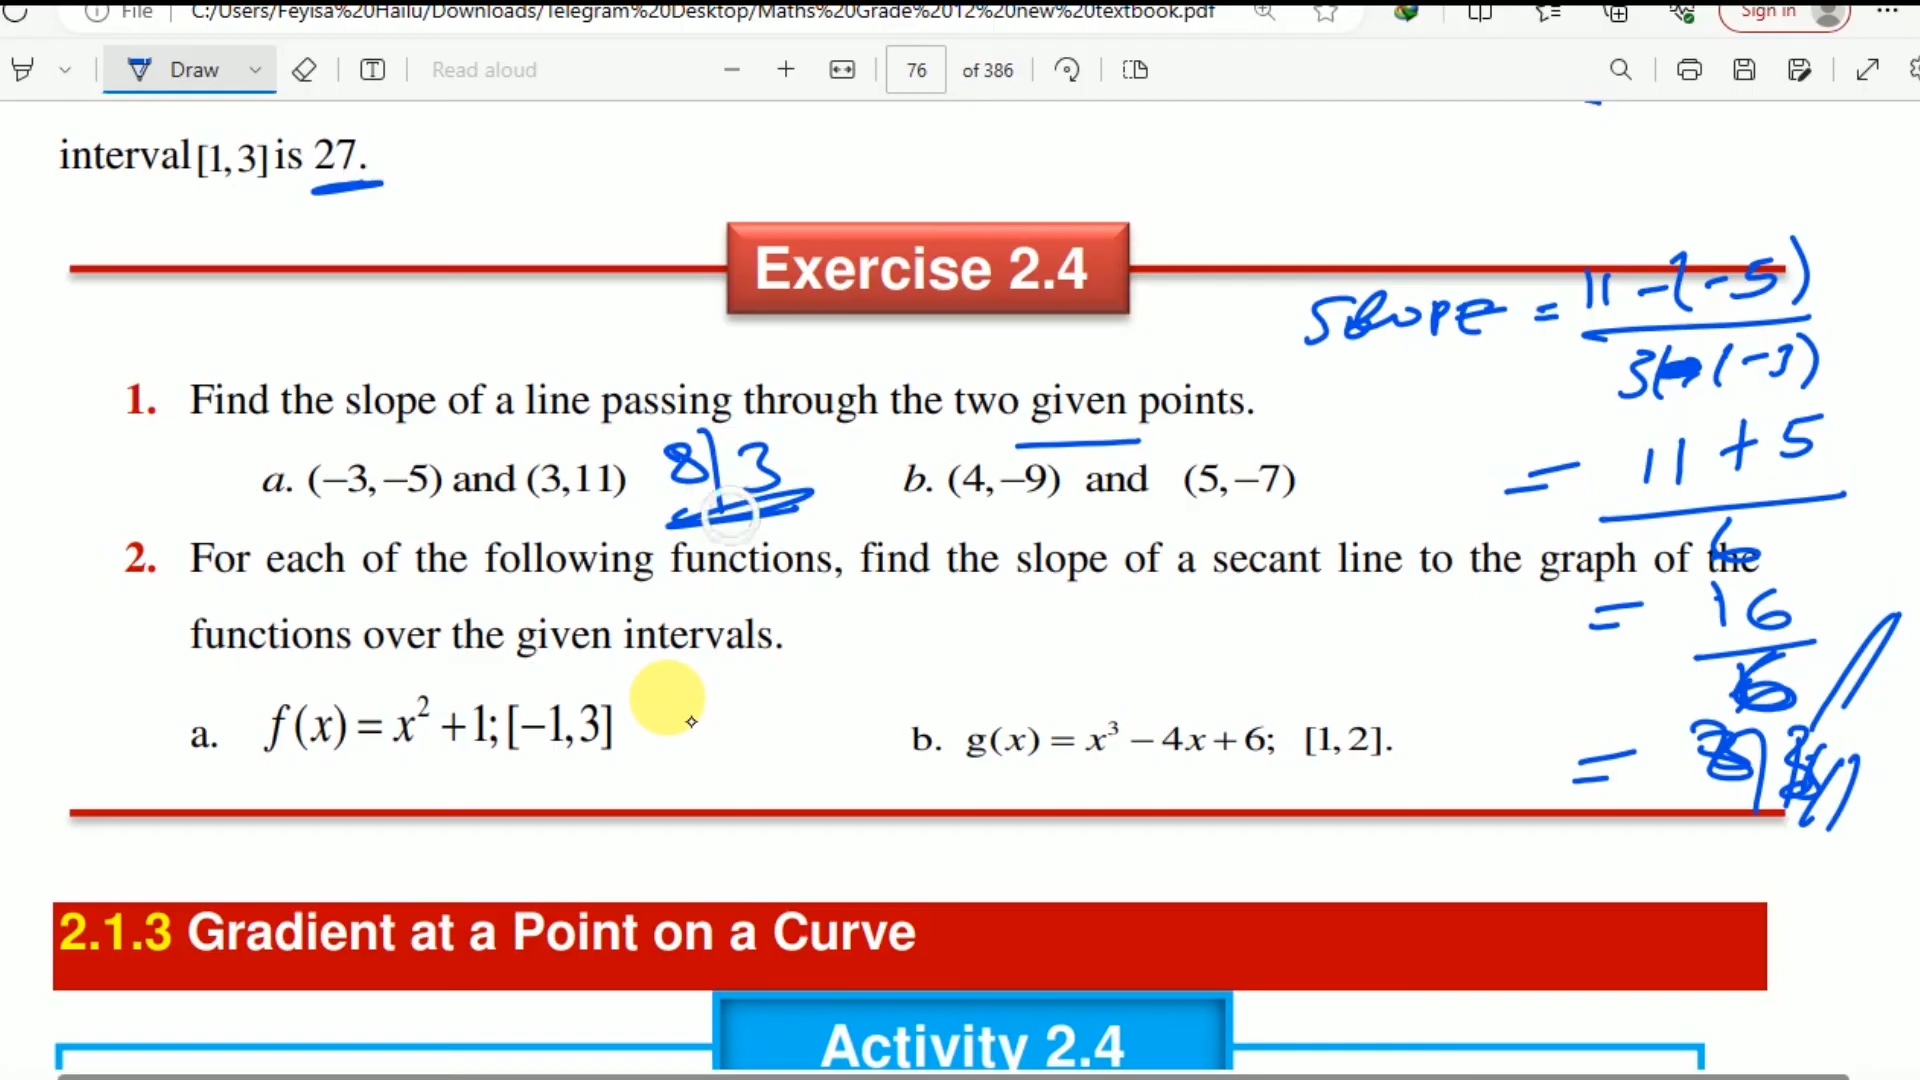 File C:/Users/Feyisa%20Hailu/Downloads/Telegram%20Desktop/Maths%20Grade%2012%20new%20textbook.pdf Sign in
Draw Read aloud 76 of 386
interval [1,3] is 27.
Exercise 2.4
SLOPE = 11 - (-5)
3 - (-3)
1. Find the slope of a line passing through the two given points.
= 11 + 5
6
a. (−3,−5) and (3,11) 8/3 b. (4,−9) and (5,−7)
2. For each of the following functions, find the slope of a secant line to the graph of the
functions over the given intervals.
= 16
6
a. f(x) = x² + 1; [−1,3] b. g(x) = x³ − 4x + 6; [1,2].
=
2.1.3 Gradient at a Point on a Curve
Activity 2.4